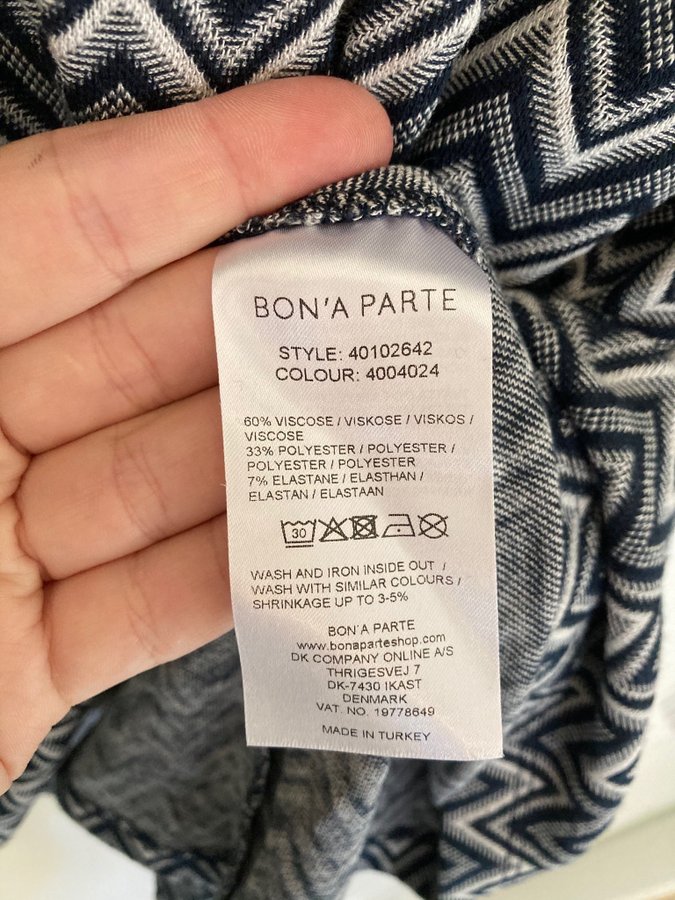 BON'A PARTE
STYLE: 40102642
COLOUR: 4004024
60% VISCOSE / VISKOSE / VISKOS /
VISCOSE
33% POLYESTER / POLYESTER /
POLYESTER / POLYESTER
7% ELASTANE / ELASTHAN /
ELASTAN / ELASTAAN
30
WASH AND IRON INSIDE OUT /
WASH WITH SIMILAR COLOURS /
SHRINKAGE UP TO 3-5%
BON'A PARTE
www.bonaparteshop.com
DK COMPANY ONLINE A/S
THRIGESVEJ 7
DK-7430 IKAST
DENMARK
VAT. NO. 19778649
MADE IN TURKEY